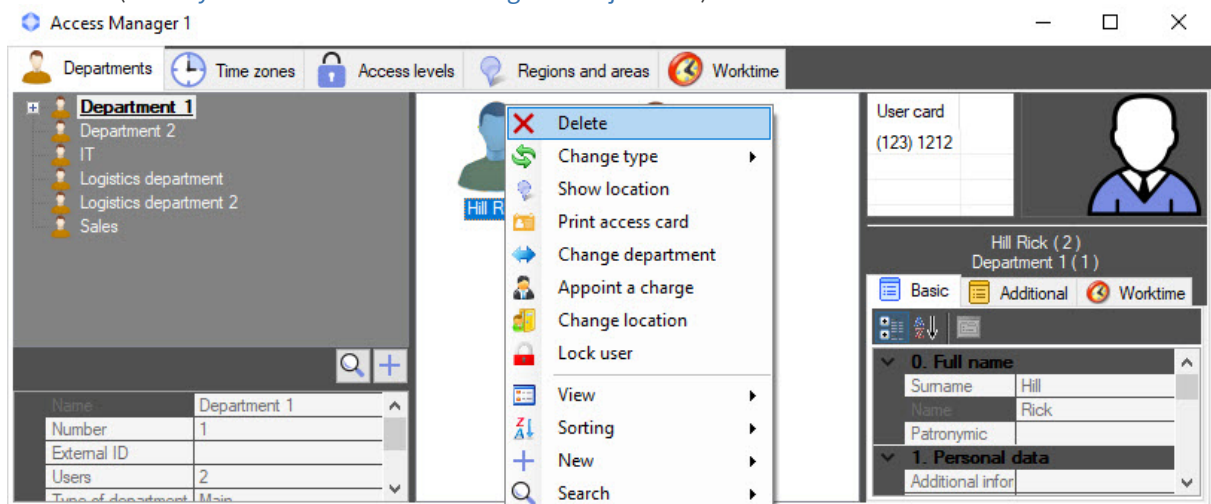 Access Manager 1
Departments Time zones Access levels Regions and areas Worktime
Department 1
Department 2
IT
Logistics department
Logistics department 2
Sales
Name Department 1
Number 1
External ID
Users 2
Type of department Main
Hill R
Delete
Change type
Show location
Print access card
Change department
Appoint a charge
Change location
Lock user
View
Sorting
New
Search
User card
(123) 1212
Hill Rick ( 2 )
Department 1 ( 1 )
Basic Additional Worktime
0. Full name
Surname Hill
Name Rick
Patronymic
1. Personal data
Additional infor